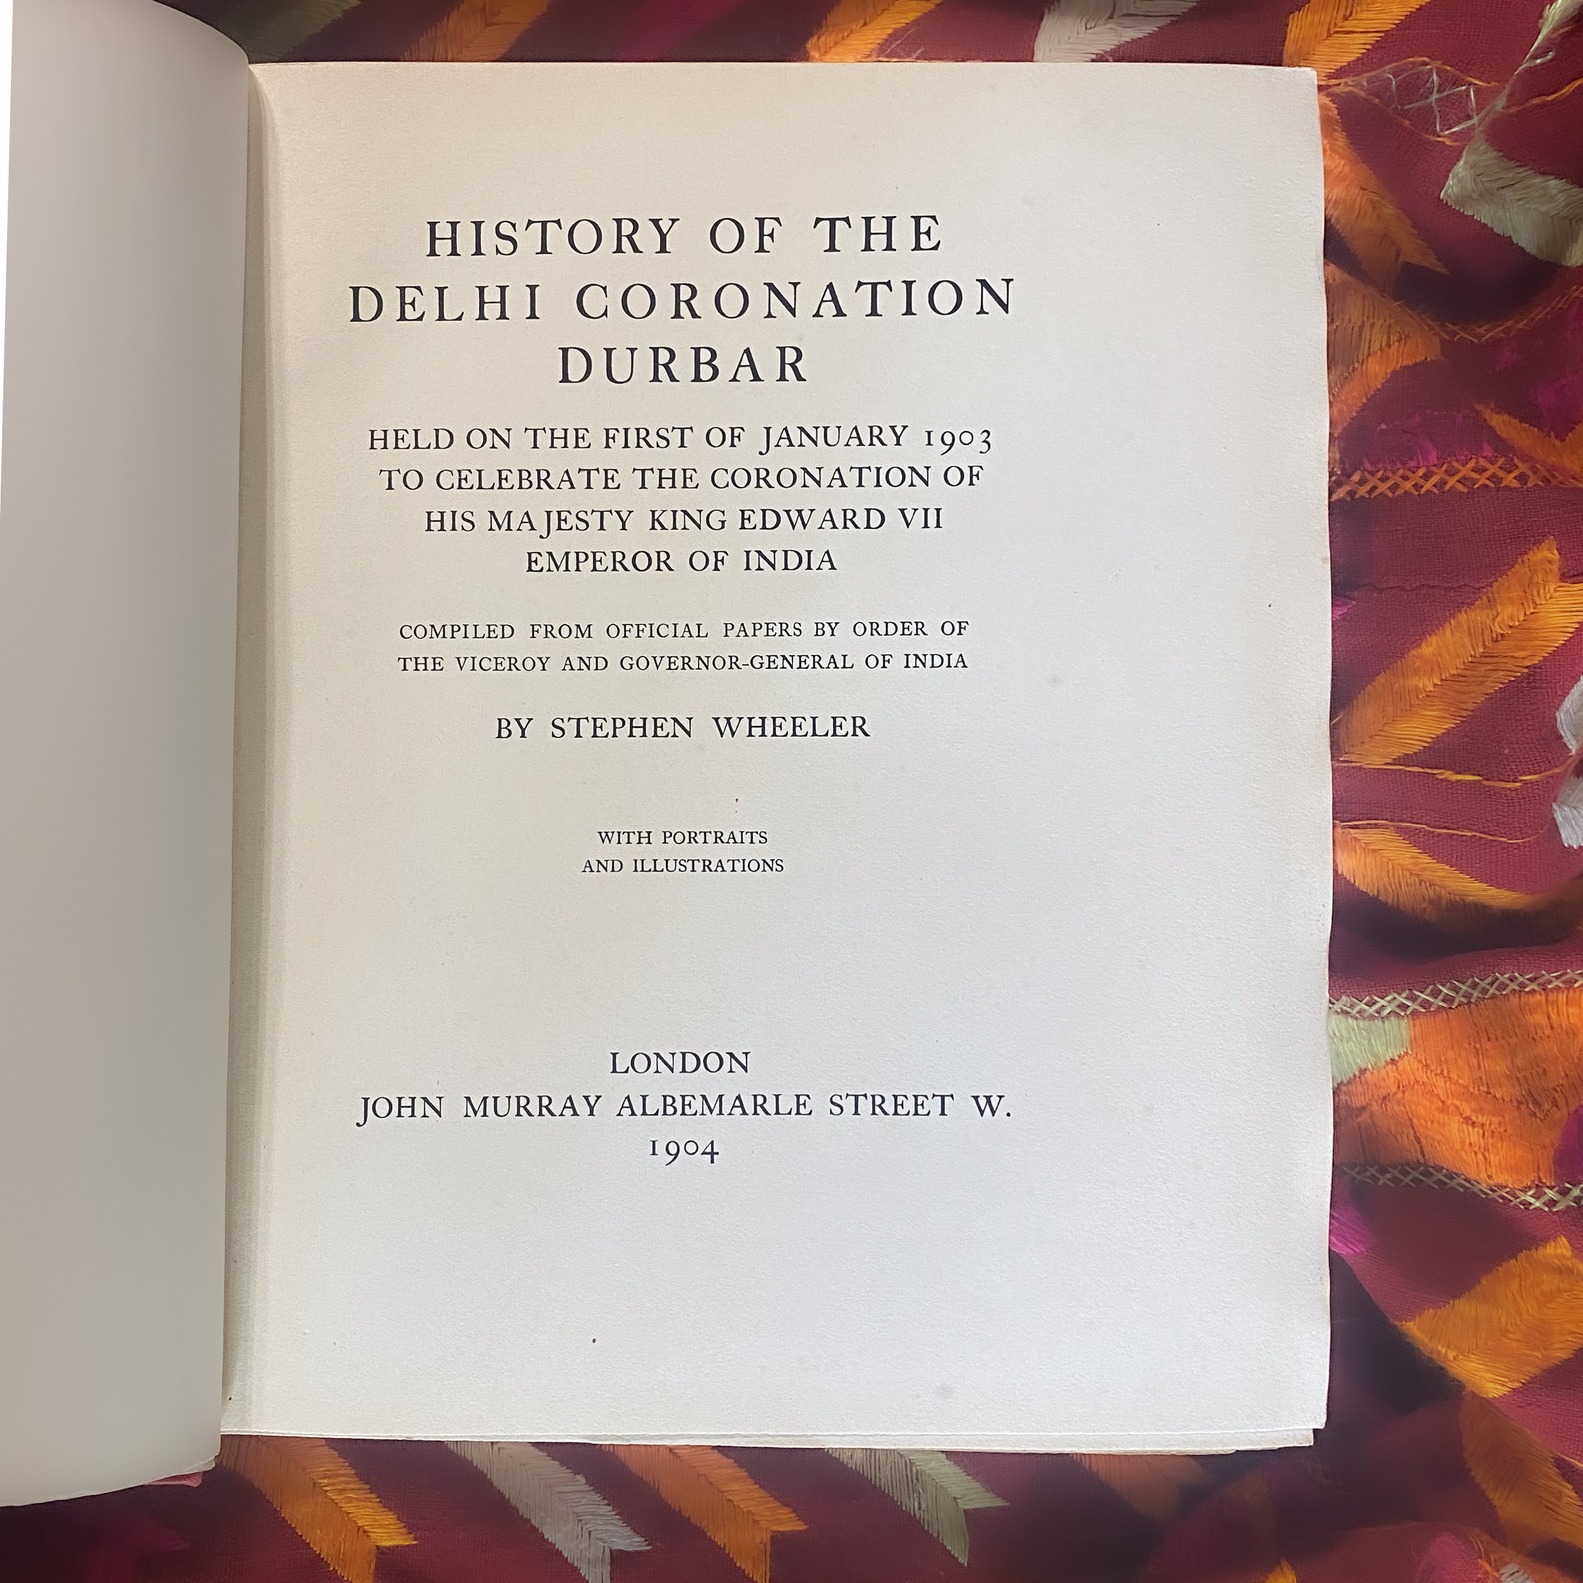 HISTORY OF THE
DELHI CORONATION
DURBAR
HELD ON THE FIRST OF JANUARY 1903
TO CELEBRATE THE CORONATION OF
HIS MAJESTY KING EDWARD VII
EMPEROR OF INDIA
COMPILED FROM OFFICIAL PAPERS BY ORDER OF
THE VICEROY AND GOVERNOR-GENERAL OF INDIA
BY STEPHEN WHEELER
WITH PORTRAITS
AND ILLUSTRATIONS
LONDON
JOHN MURRAY ALBEMARLE STREET W.
1904